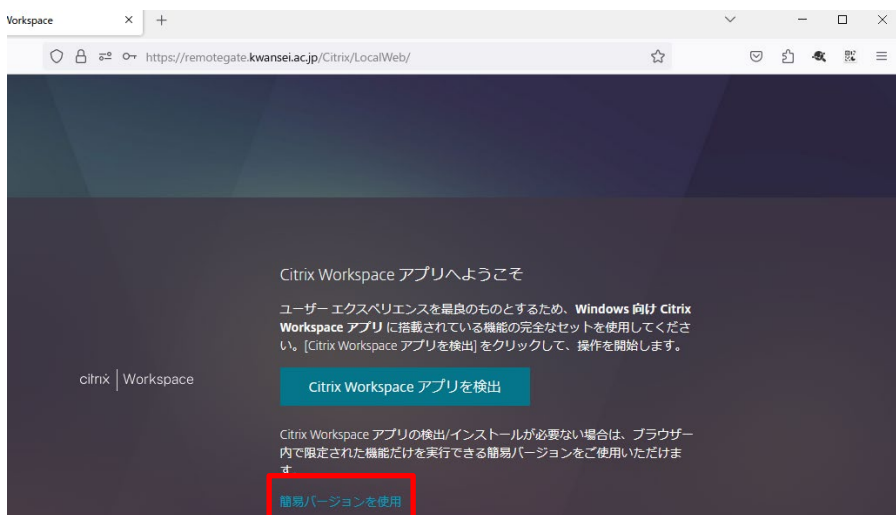 Workspace
https://remotegate.kwansei.ac.jp/Citrix/LocalWeb/
Citrix Workspace アプリへようこそ
ユーザー エクスペリエンスを最良のものとするため、Windows 向け Citrix
Workspace アプリ に搭載されている機能の完全なセットを使用してくださ
い。[Citrix Workspace アプリを検出] をクリックして、操作を開始します。
citrix | Workspace
Citrix Workspace アプリを検出
Citrix Workspace アプリの検出/インストールが必要ない場合は、ブラウザー
内で限定された機能だけを実行できる簡易バージョンをご使用いただけま
す。
簡易バージョンを使用